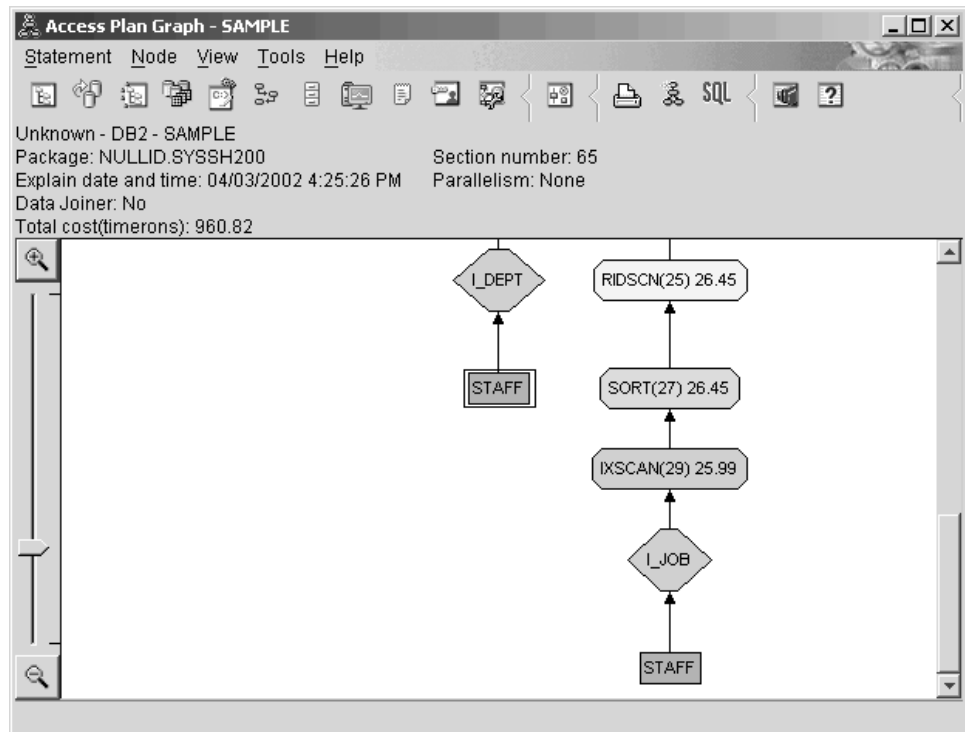 Access Plan Graph - SAMPLE
Statement Node View Tools Help
SQL ?
Unknown - DB2 - SAMPLE
Package: NULLID.SYSSH200 Section number: 65
Explain date and time: 04/03/2002 4:25:26 PM Parallelism: None
Data Joiner: No
Total cost(timerons): 960.82
I_DEPT RIDSCN(25) 26.45
STAFF SORT(27) 26.45
IXSCAN(29) 25.99
I_JOB
STAFF